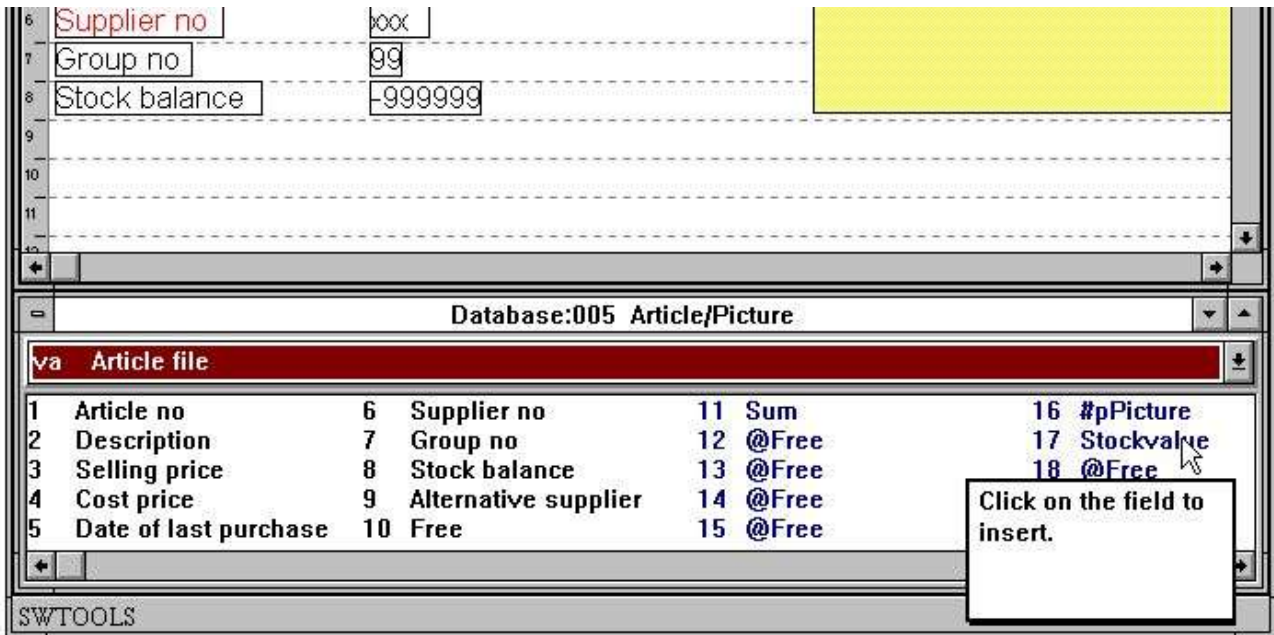 6 Supplier no xxx
7 Group no 99
8 Stock balance -999999
9
10
11
Database:005 Article/Picture
va Article file
1 Article no 6 Supplier no 11 Sum 16 #pPicture
2 Description 7 Group no 12 @Free 17 Stockvalue
3 Selling price 8 Stock balance 13 @Free 18 @Free
4 Cost price 9 Alternative supplier 14 @Free
5 Date of last purchase 10 Free 15 @Free
Click on the field to
insert.
SWTOOLS